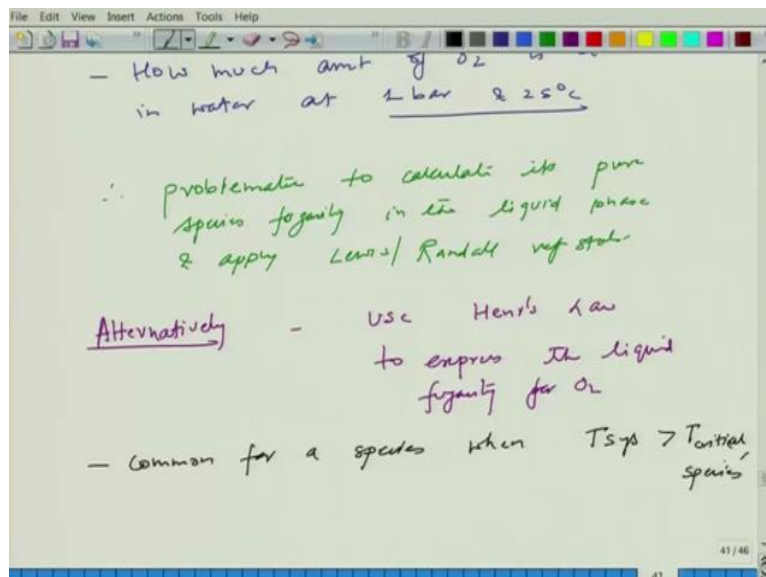 File Edit View Insert Actions Tools Help
B I
- How much amt of O2 is
in water at 1 bar & 25°C
∴ problematic to calculate its pure
species fugacity in the liquid phase
& apply Lewis/ Randall ref state
Alternatively - use Henry's Law
to express the liquid
fugacity for O2
- Common for a species when Tsys > Tcritical,
species
41 / 46
41